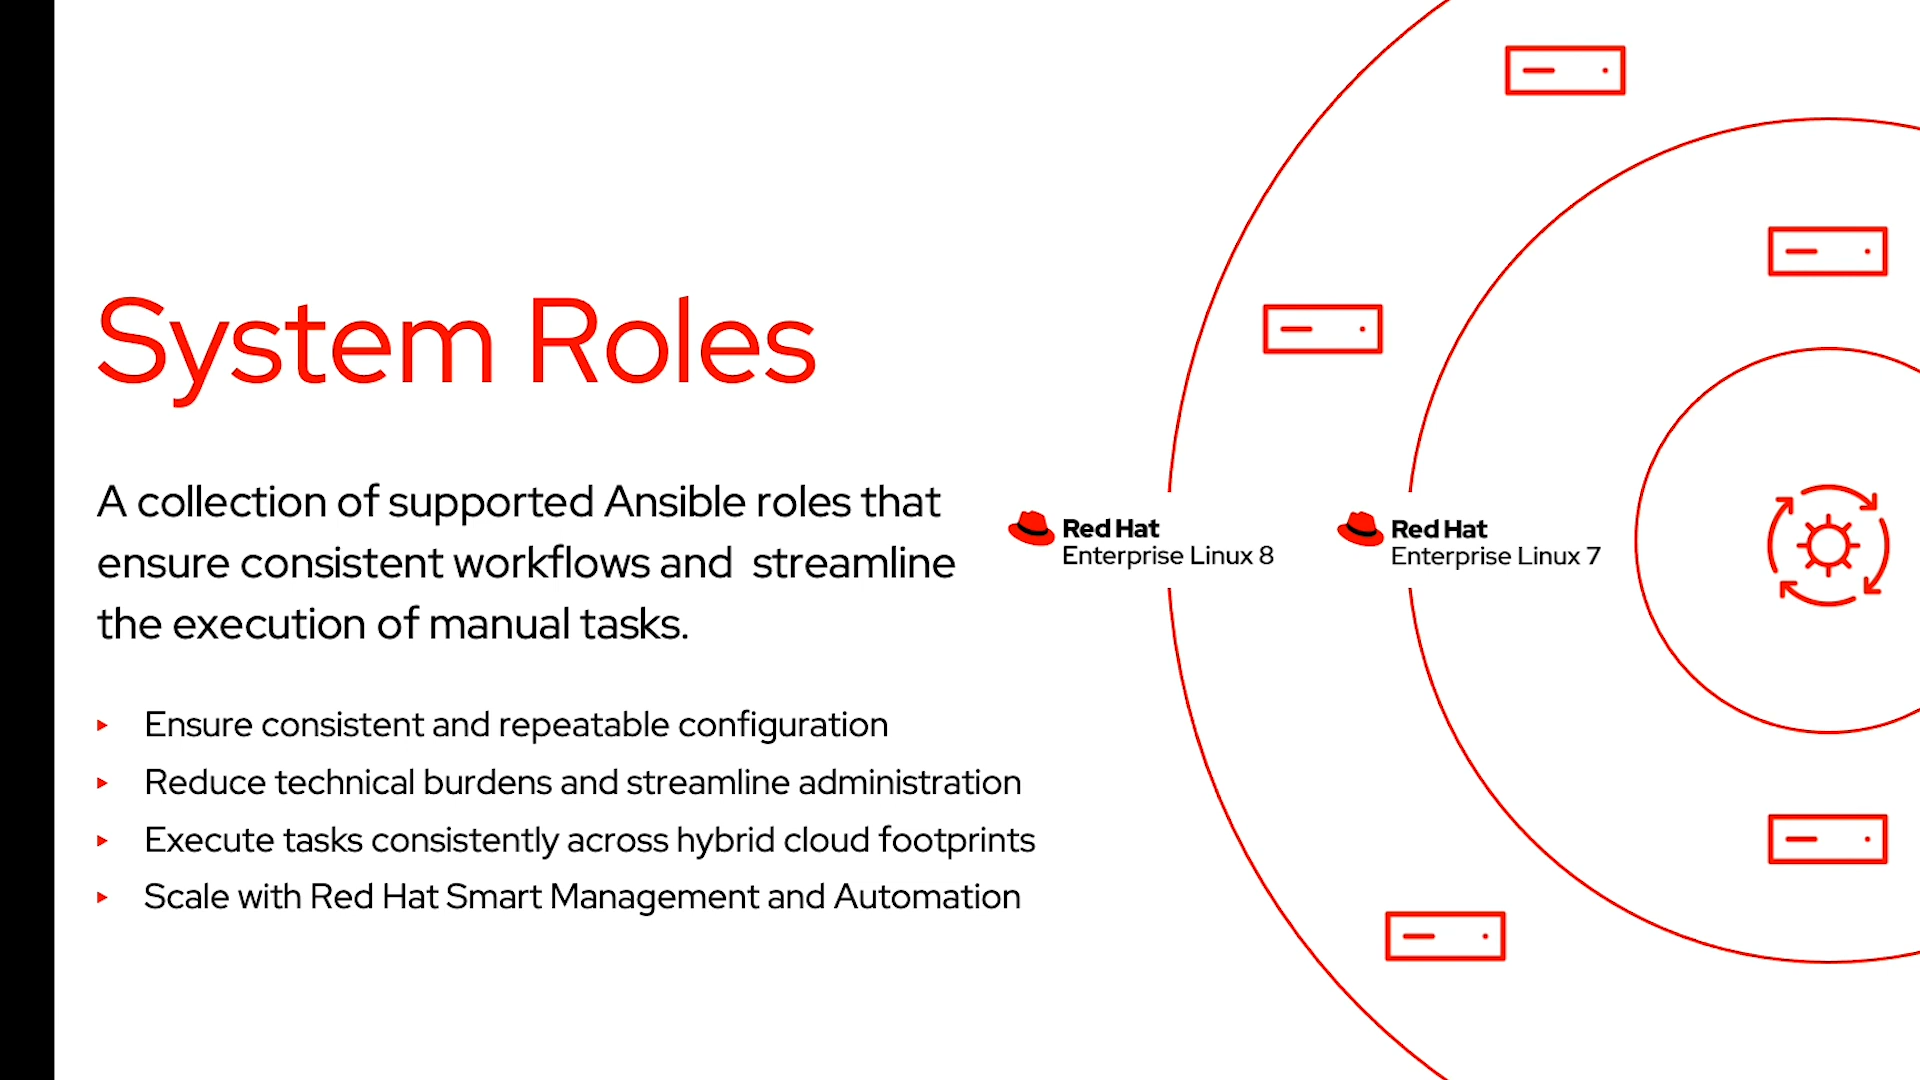 System Roles
A collection of supported Ansible roles that
ensure consistent workflows and  streamline
the execution of manual tasks.
▸ Ensure consistent and repeatable configuration
▸ Reduce technical burdens and streamline administration
▸ Execute tasks consistently across hybrid cloud footprints
▸ Scale with Red Hat Smart Management and Automation
Red Hat
Enterprise Linux 8
Red Hat
Enterprise Linux 7